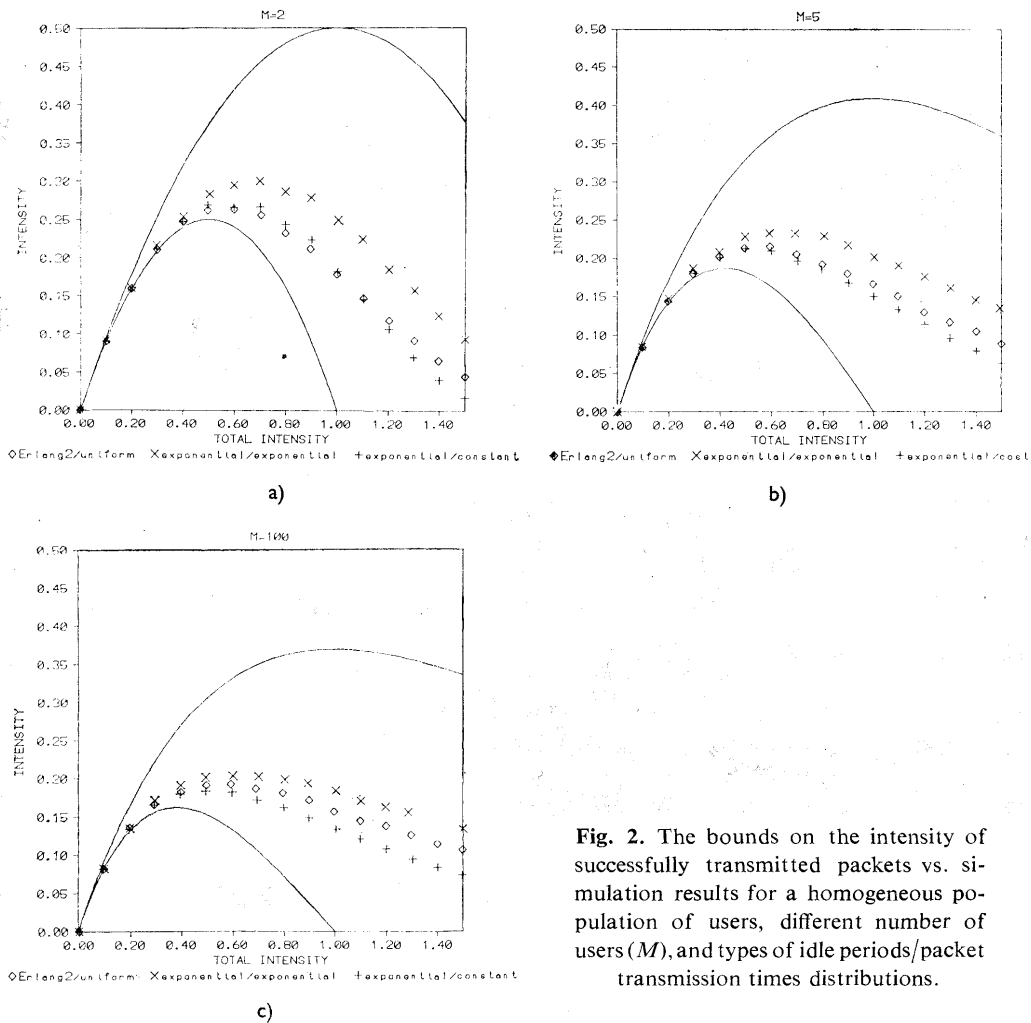 M=2
0.50
0.45
0.40
0.35
0.30
0.25
0.20
0.15
0.10
0.05
0.00
INTENSITY
0.00 0.20 0.40 0.60 0.80 1.00 1.20 1.40
TOTAL INTENSITY
◇Erlang2/uniform ×exponential/exponential +exponential/constant
a)
M=5
0.50
0.45
0.40
0.35
0.30
0.25
0.20
0.15
0.10
0.05
0.00
INTENSITY
0.00 0.20 0.40 0.60 0.80 1.00 1.20 1.40
TOTAL INTENSITY
◆Erlang2/uniform ×exponential/exponential +exponential/cost
b)
M=100
0.50
0.45
0.40
0.35
0.30
0.25
0.20
0.15
0.10
0.05
0.00
INTENSITY
0.00 0.20 0.40 0.60 0.80 1.00 1.20 1.40
TOTAL INTENSITY
◇Erlang2/uniform ×exponential/exponential +exponential/constant
c)
Fig. 2. The bounds on the intensity of
successfully transmitted packets vs. si-
mulation results for a homogeneous po-
pulation of users, different number of
users (M), and types of idle periods/packet
transmission times distributions.